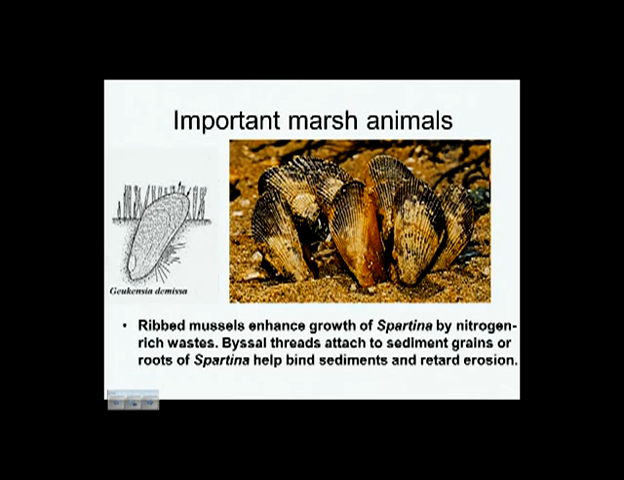 Important marsh animals
Geukensia demissa
• Ribbed mussels enhance growth of Spartina by nitrogen-
rich wastes. Byssal threads attach to sediment grains or
roots of Spartina help bind sediments and retard erosion.